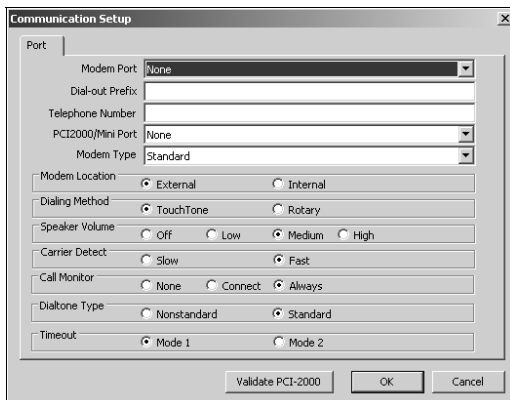 Communication Setup
Port
Modem Port None
Dial-out Prefix
Telephone Number
PCI2000/Mini Port None
Modem Type Standard
Modem Location
External Internal
Dialing Method
TouchTone Rotary
Speaker Volume
Off Low Medium High
Carrier Detect
Slow Fast
Call Monitor
None Connect Always
Dialtone Type
Nonstandard Standard
Timeout
Mode 1 Mode 2
Validate PCI-2000 OK Cancel